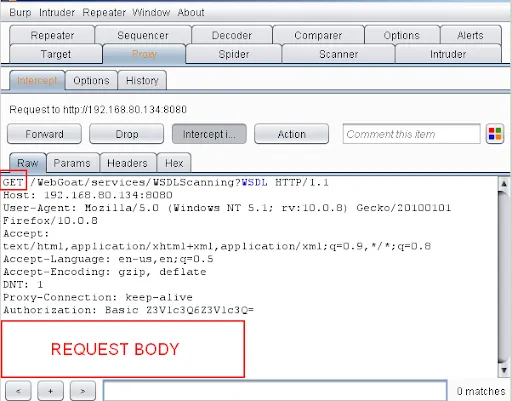 Burp Intruder Repeater Window About
Repeater Sequencer Decoder Comparer Options Alerts
Target Proxy Spider Scanner Intruder
Intercept Options History
Request to http://192.168.80.134:8080
Forward Drop Intercept i... Action Comment this item
Raw Params Headers Hex
GET /WebGoat/services/WSDLScanning?WSDL HTTP/1.1
Host: 192.168.80.134:8080
User-Agent: Mozilla/5.0 (Windows NT 5.1; rv:10.0.8) Gecko/20100101
Firefox/10.0.8
Accept:
text/html,application/xhtml+xml,application/xml;q=0.9,*/*;q=0.8
Accept-Language: en-us,en;q=0.5
Accept-Encoding: gzip, deflate
DNT: 1
Proxy-Connection: keep-alive
Authorization: Basic Z3Vlc3Q6Z3Vlc3Q=
REQUEST BODY
< + > 0 matches